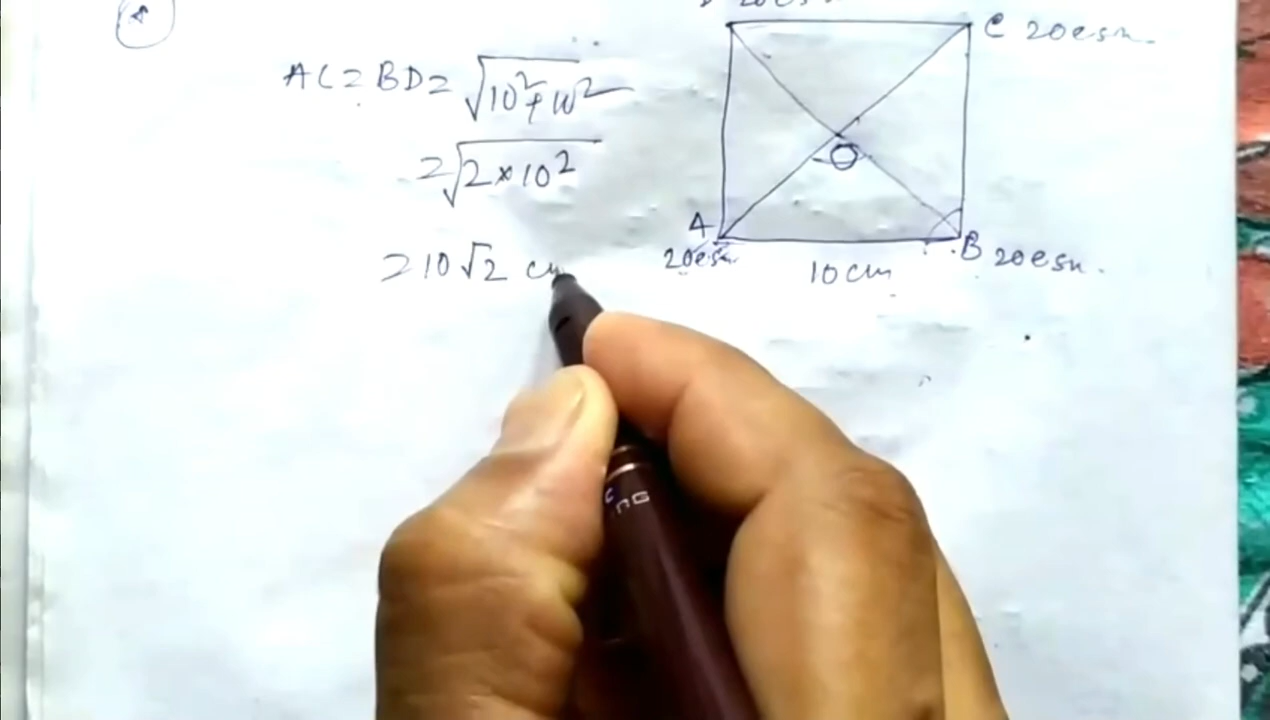 AC = BD = √10² + 10²
= √2 × 10²
= 10√2 cm
C 20 esu.
O
A
20 esu.
B 20 esu.
10 cm